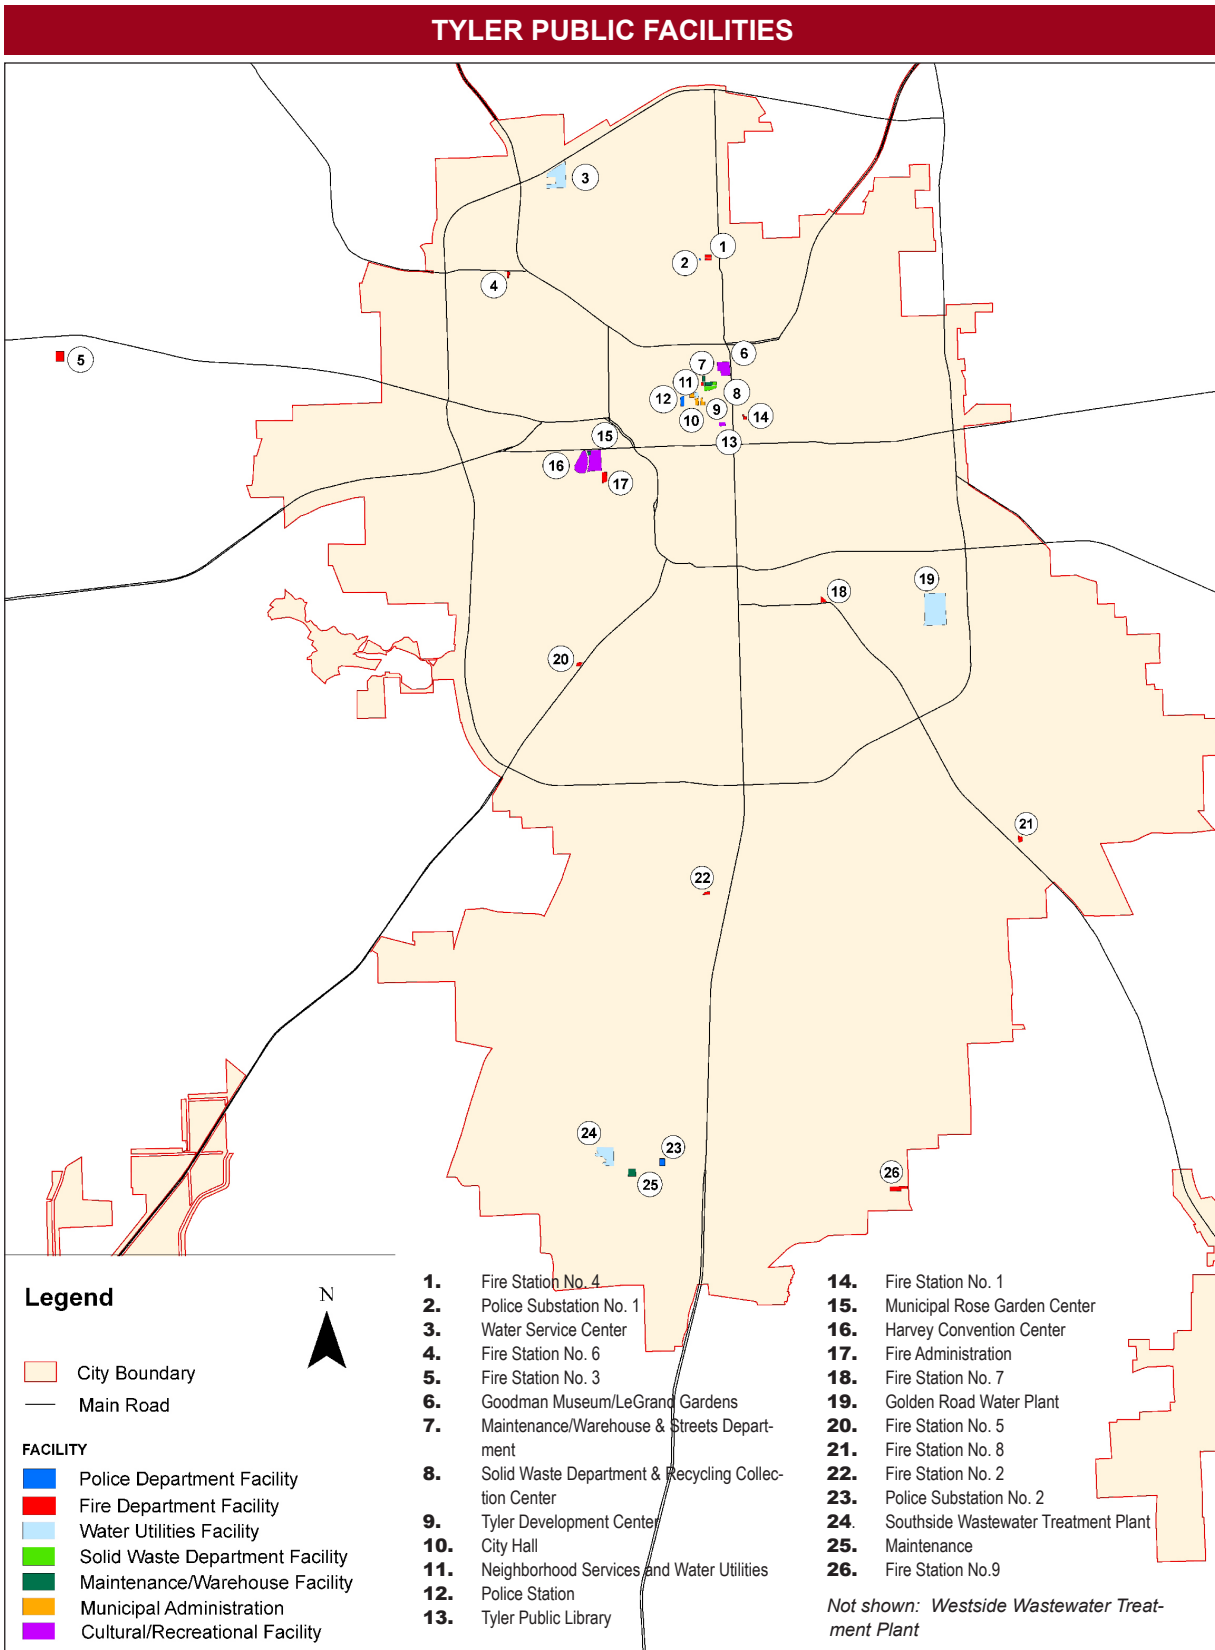 TYLER PUBLIC FACILITIES
3
1
2
4
5
6
7
11
8
12
9
10
14
13
15
16
17
19
18
20
21
22
24
23
25
26
Legend
N
City Boundary
Main Road
FACILITY
Police Department Facility
Fire Department Facility
Water Utilities Facility
Solid Waste Department Facility
Maintenance/Warehouse Facility
Municipal Administration
Cultural/Recreational Facility
1. Fire Station No. 4
2. Police Substation No. 1
3. Water Service Center
4. Fire Station No. 6
5. Fire Station No. 3
6. Goodman Museum/LeGrand Gardens
7. Maintenance/Warehouse & Streets Depart-
ment
8. Solid Waste Department & Recycling Collec-
tion Center
9. Tyler Development Center
10. City Hall
11. Neighborhood Services and Water Utilities
12. Police Station
13. Tyler Public Library
14. Fire Station No. 1
15. Municipal Rose Garden Center
16. Harvey Convention Center
17. Fire Administration
18. Fire Station No. 7
19. Golden Road Water Plant
20. Fire Station No. 5
21. Fire Station No. 8
22. Fire Station No. 2
23. Police Substation No. 2
24. Southside Wastewater Treatment Plant
25. Maintenance
26. Fire Station No.9
Not shown: Westside Wastewater Treat-
ment Plant